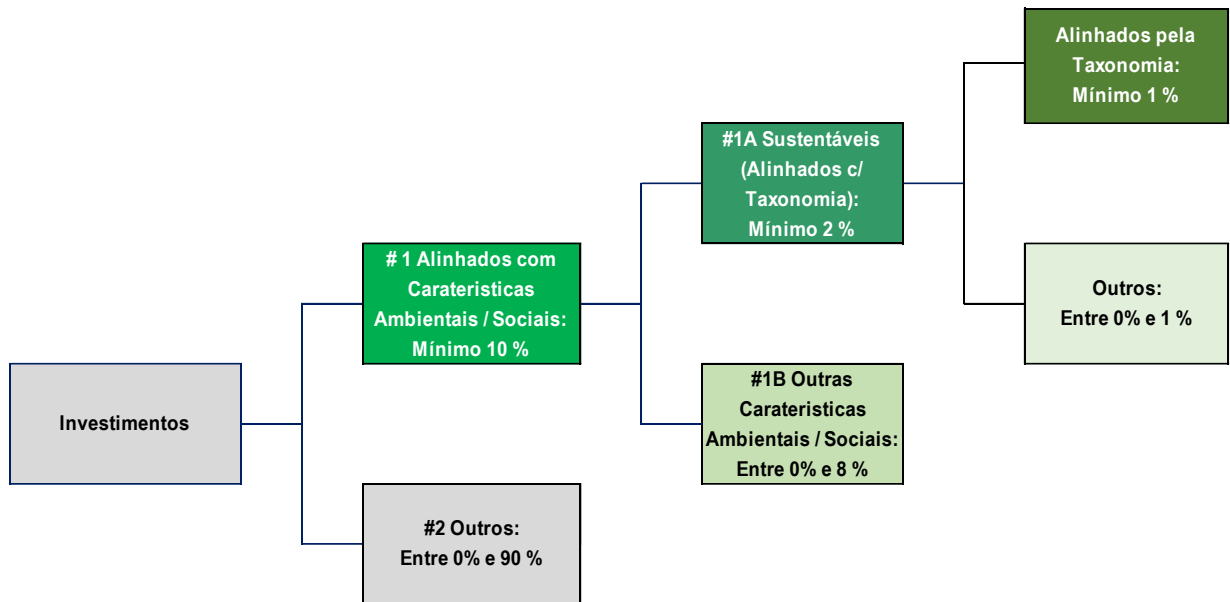 Alinhados pela
Taxonomia:
Mínimo 1 %
#1A Sustentáveis
(Alinhados c/
Taxonomia):
Mínimo 2 %
# 1 Alinhados com
Carateristicas
Ambientais / Sociais:
Mínimo 10 %
Outros:
Entre 0% e 1 %
Investimentos
#1B Outras
Carateristicas
Ambientais / Sociais:
Entre 0% e 8 %
#2 Outros:
Entre 0% e 90 %